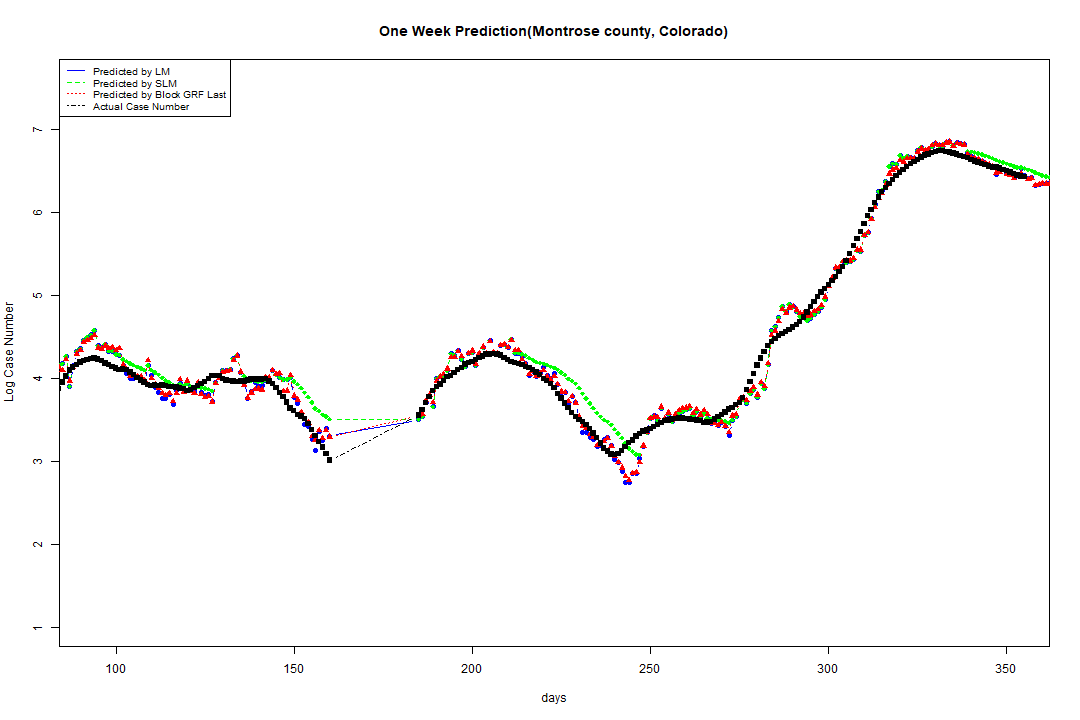 One Week Prediction(Montrose county, Colorado)
Predicted by LM
Predicted by SLM
Predicted by Block GRF Last
Actual Case Number
Log Case Number
7
6
5
4
3
2
1
100 150 200 250 300 350
days